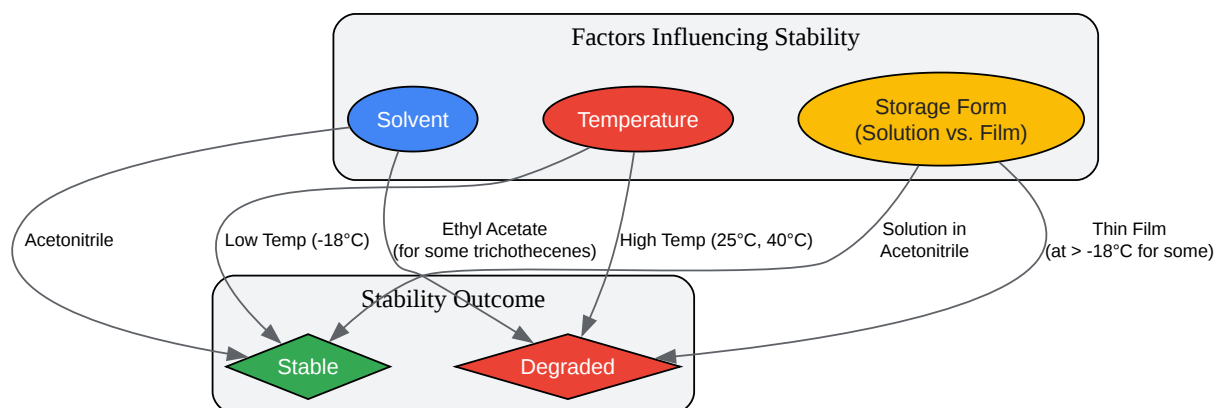 Factors Influencing Stability
Solvent
Temperature
Storage Form
(Solution vs. Film)
Acetonitrile
Low Temp (-18°C)
Ethyl Acetate
(for some trichothecenes)
High Temp (25°C, 40°C)
Solution in
Acetonitrile
Thin Film
(at > -18°C for some)
Stability Outcome
Stable
Degraded